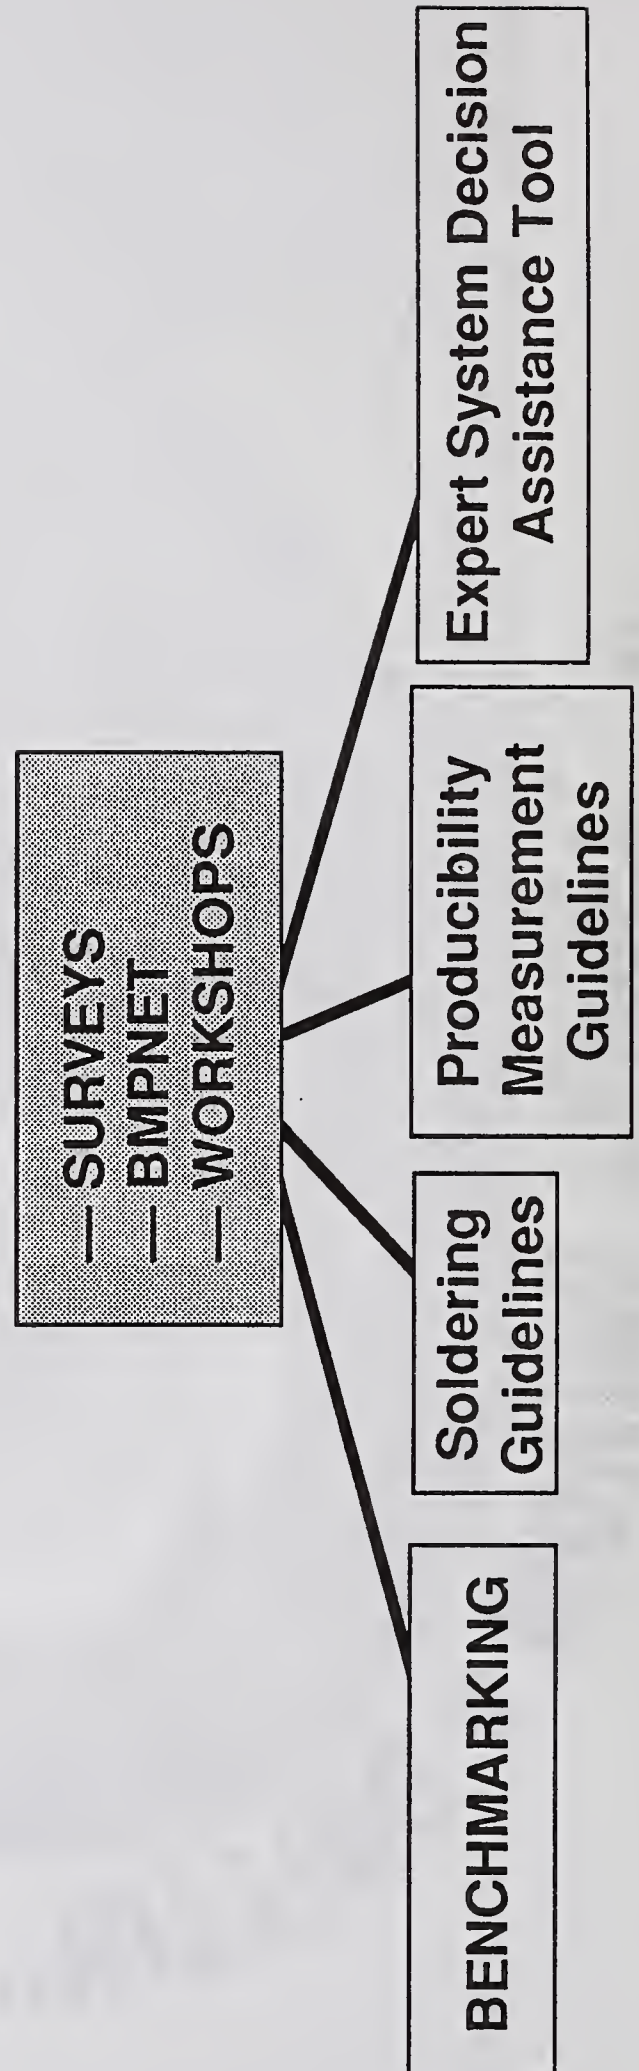 — SURVEYS
— BMPNET
— WORKSHOPS
BENCHMARKING
Soldering
Guidelines
Producibility
Measurement
Guidelines
Expert System Decision
Assistance Tool